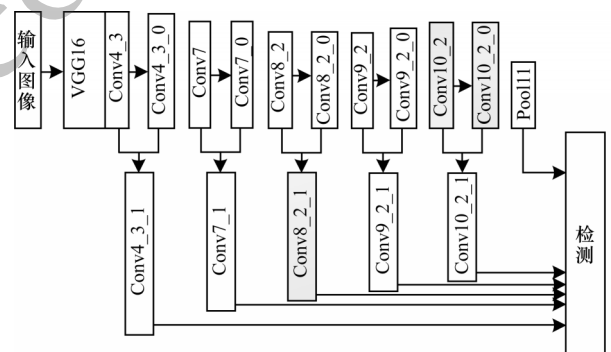 输入图像
VGG16
Conv4_3
Conv4_3_0
Conv7
Conv7_0
Conv8_2
Conv8_2_0
Conv9_2
Conv9_2_0
Conv10_2
Conv10_2_0
Pool11
Conv4_3_1
Conv7_1
Conv8_2_1
Conv9_2_1
Conv10_2_1
检测